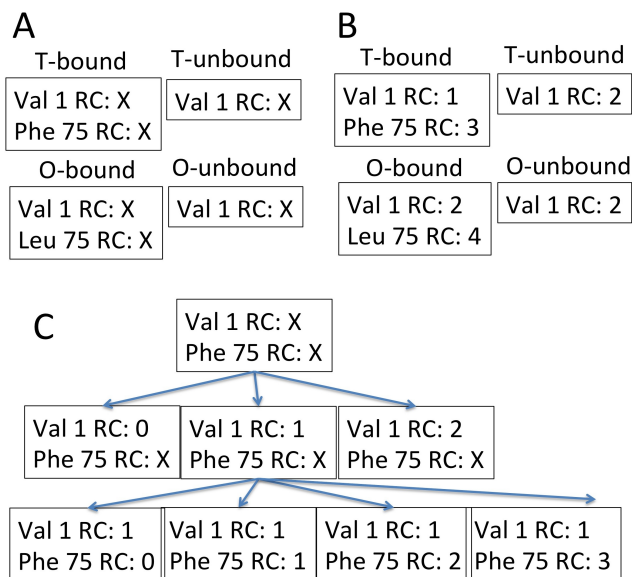 A
B
T-bound
T-unbound
T-bound
T-unbound
Val 1 RC: X
Phe 75 RC: X
Val 1 RC: X
Val 1 RC: 1
Phe 75 RC: 3
Val 1 RC: 2
O-bound
O-unbound
O-bound
O-unbound
Val 1 RC: X
Leu 75 RC: X
Val 1 RC: X
Val 1 RC: 2
Leu 75 RC: 4
Val 1 RC: 2
C
Val 1 RC: X
Phe 75 RC: X
Val 1 RC: 0
Phe 75 RC: X
Val 1 RC: 1
Phe 75 RC: X
Val 1 RC: 2
Phe 75 RC: X
Val 1 RC: 1
Phe 75 RC: 0
Val 1 RC: 1
Phe 75 RC: 1
Val 1 RC: 1
Phe 75 RC: 2
Val 1 RC: 1
Phe 75 RC: 3